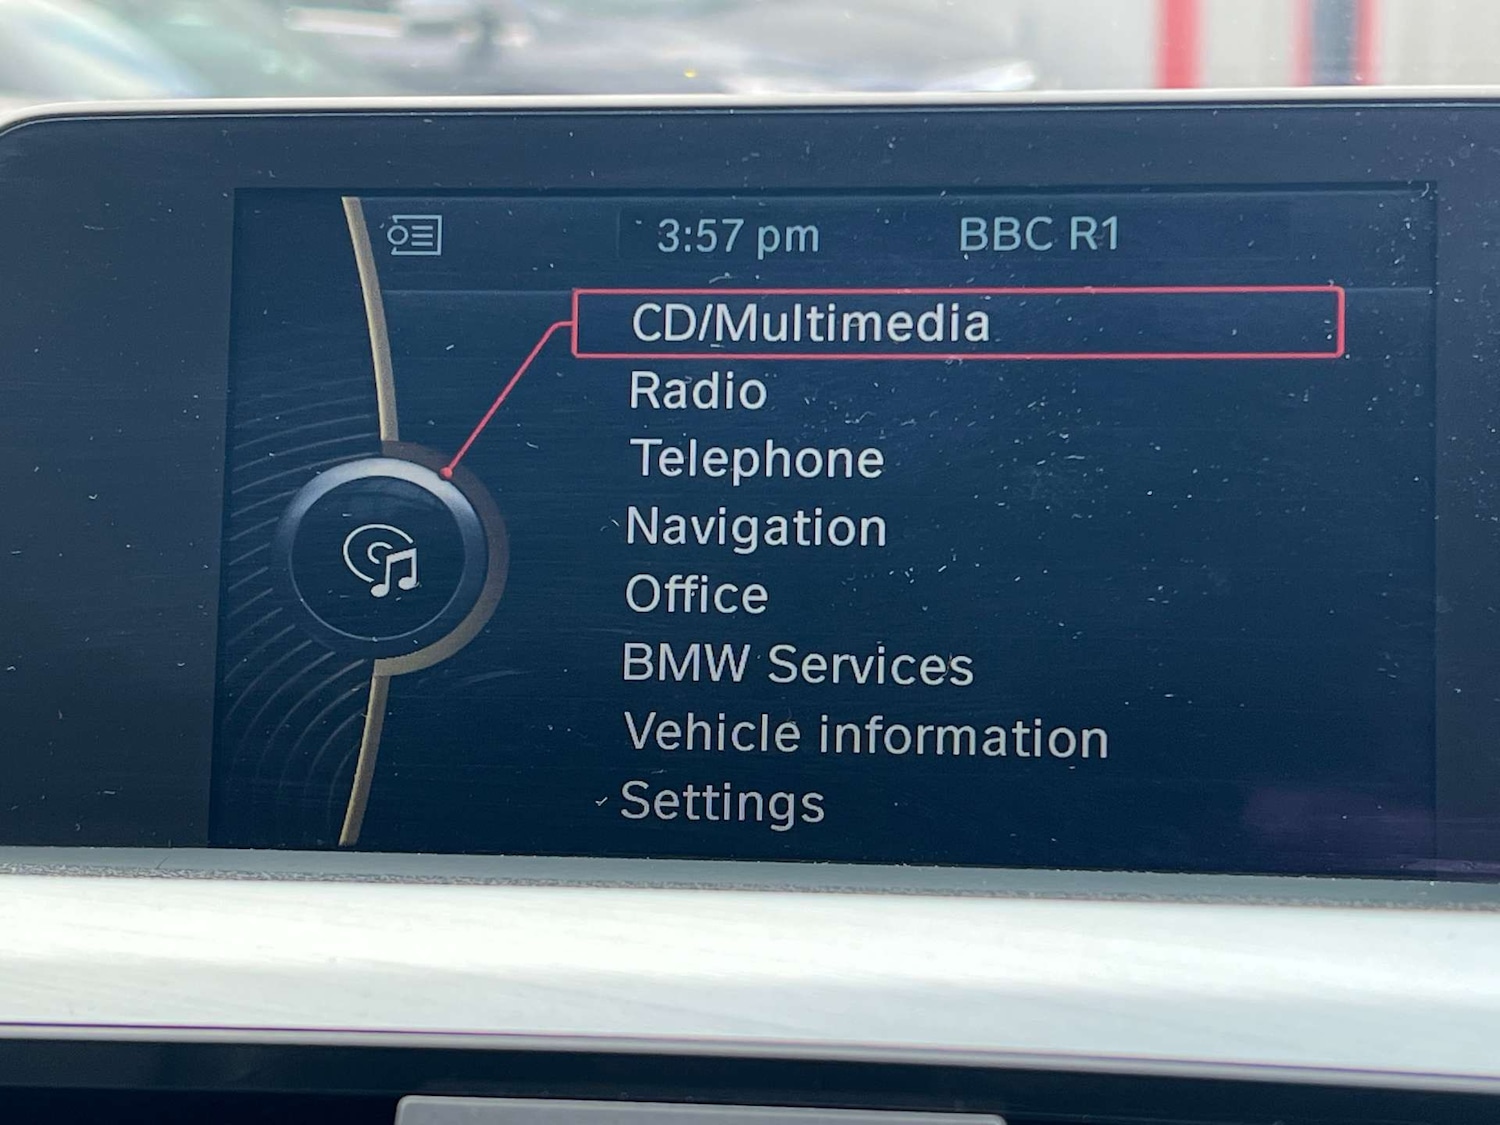 3:57 pm BBC R1
CD/Multimedia
Radio
Telephone
Navigation
Office
BMW Services
Vehicle information
Settings